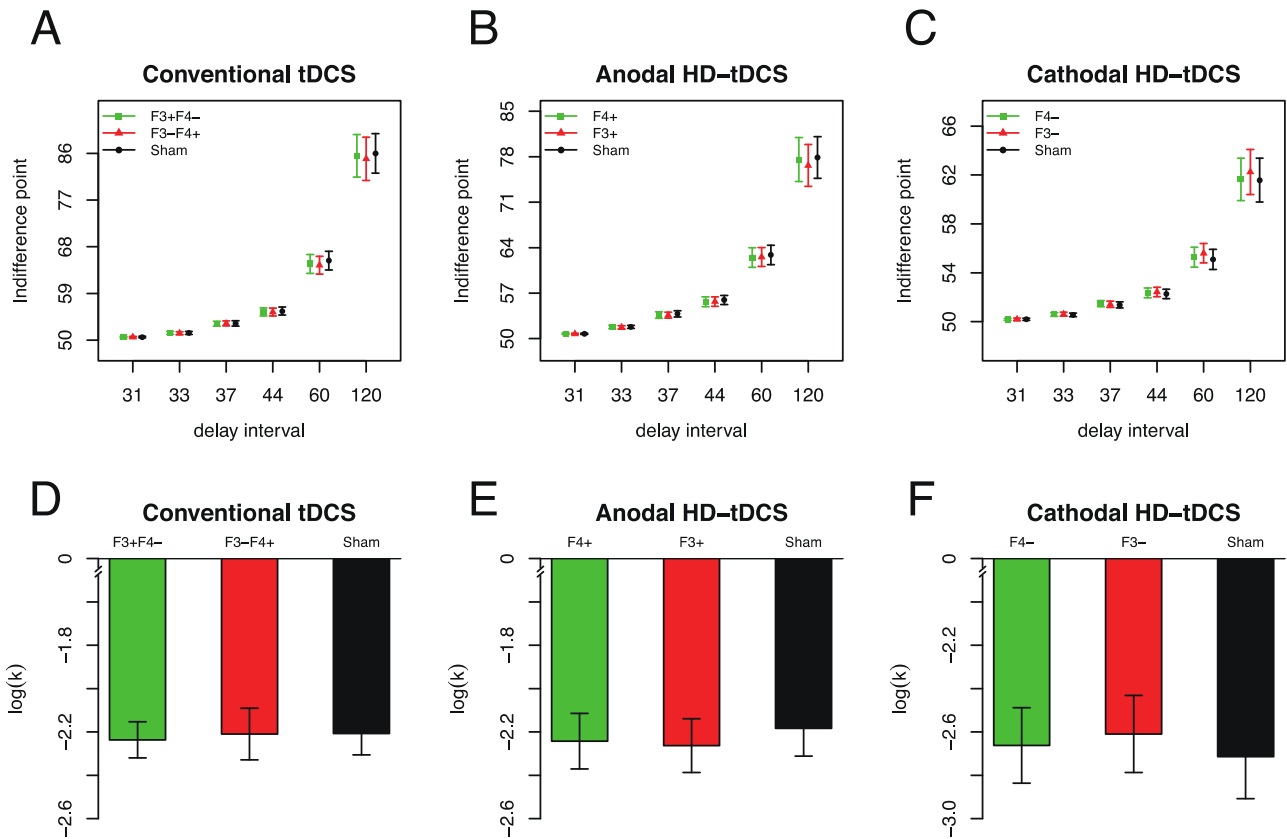 A
Conventional tDCS
F3+F4−
F3−F4+
Sham
Indifference point
86
77
68
59
50
31 33 37 44 60 120
delay interval
B
Anodal HD−tDCS
F4+
F3+
Sham
Indifference point
85
78
71
64
57
50
31 33 37 44 60 120
delay interval
C
Cathodal HD−tDCS
F4−
F3−
Sham
Indifference point
66
62
58
54
50
31 33 37 44 60 120
delay interval
D
Conventional tDCS
F3+F4− F3−F4+ Sham
log(k)
0
−1.8
−2.2
−2.6
E
Anodal HD−tDCS
F4+ F3+ Sham
log(k)
0
−1.8
−2.2
−2.6
F
Cathodal HD−tDCS
F4− F3− Sham
log(k)
0
−2.2
−2.6
−3.0